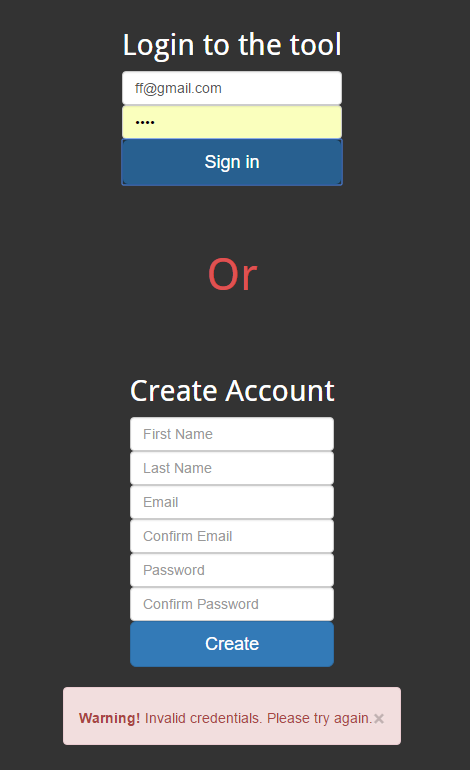 Login to the tool
ff@gmail.com
••••
Sign in
Or
Create Account
First Name
Last Name
Email
Confirm Email
Password
Confirm Password
Create
Warning! Invalid credentials. Please try again.×